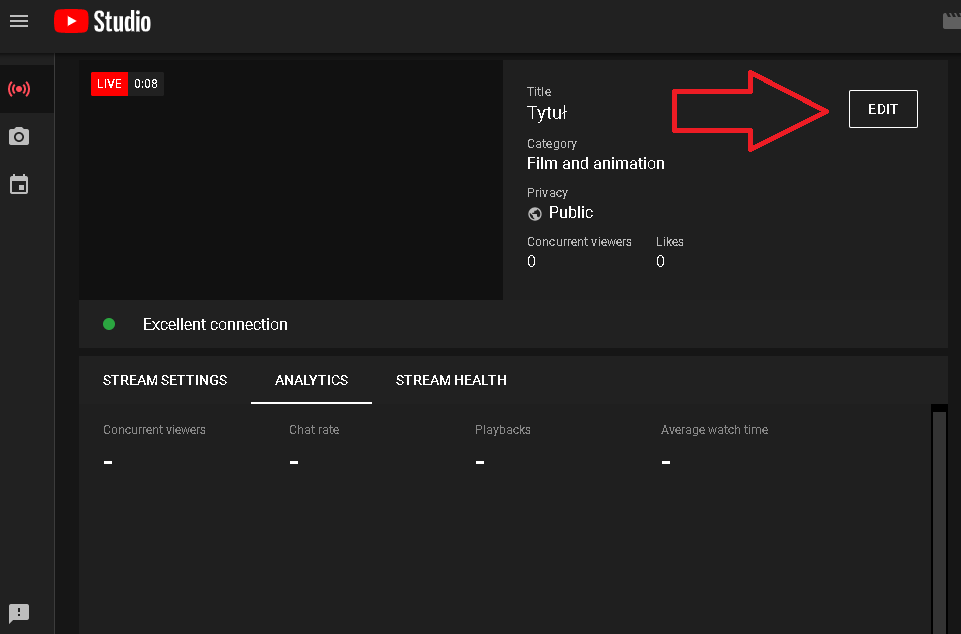 Studio
LIVE 0:08
Title
Tytuł
EDIT
Category
Film and animation
Privacy
Public
Concurrent viewers Likes
0 0
Excellent connection
STREAM SETTINGS ANALYTICS STREAM HEALTH
Concurrent viewers Chat rate Playbacks Average watch time
- - - -